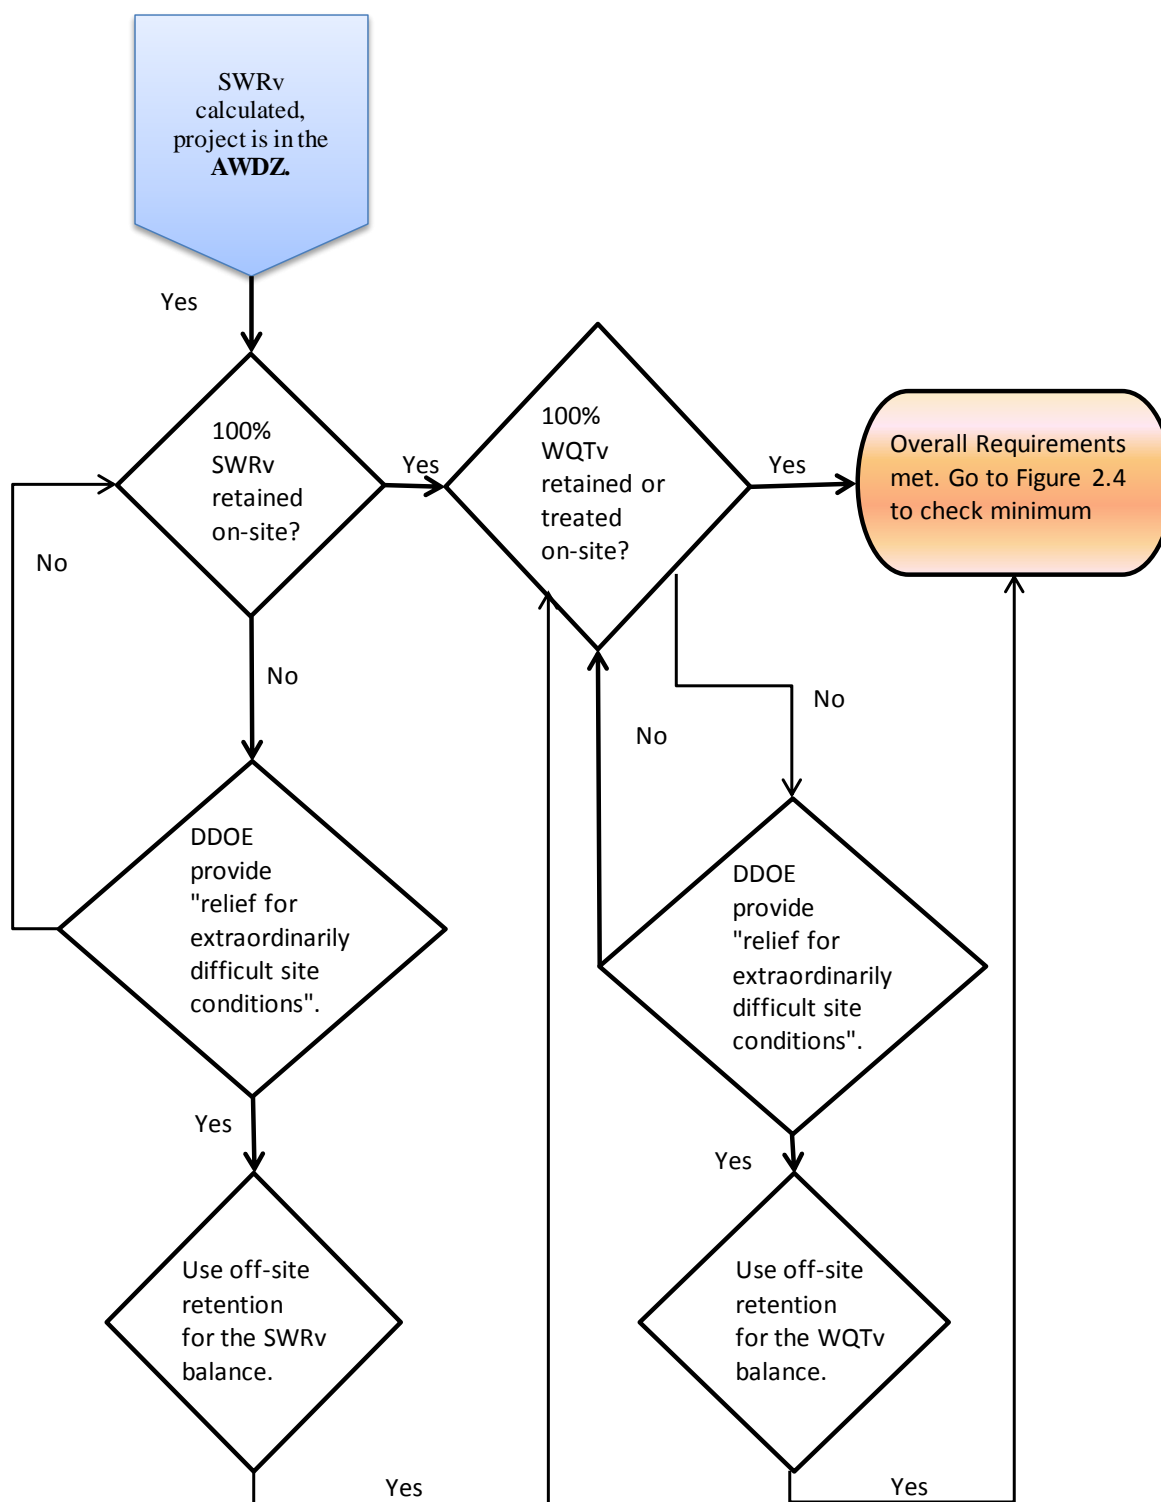 SWRv
calculated,
project is in the
AWDZ.
Yes
100%
SWRv
retained
on-site?
Yes
100%
WQTv
retained or
treated
on-site?
Yes
Overall Requirements
met. Go to Figure 2.4
to check minimum
No
No
No
No
DDOE
provide
"relief for
extraordinarily
difficult site
conditions".
DDOE
provide
"relief for
extraordinarily
difficult site
conditions".
Yes
Yes
Use off-site
retention
for the SWRv
balance.
Use off-site
retention
for the WQTv
balance.
Yes
Yes